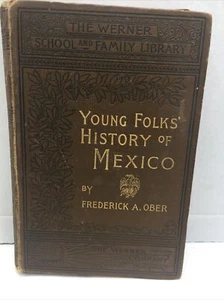 THE WERNER
SCHOOL AND FAMILY LIBRARY
YOUNG FOLKS'
HISTORY OF
MEXICO
BY
FREDERICK A. OBER